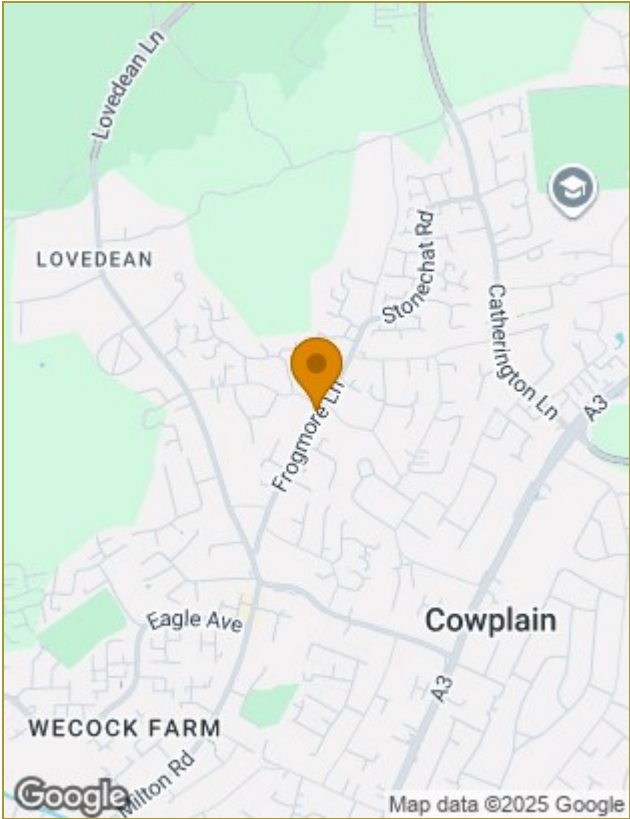 Lovedean Ln
LOVEDEAN
Stonechat Rd
Catherington Ln
A3
Frogmore Ln
Cowplain
Eagle Ave
A3
WECOCK FARM
Milton Rd
Google
Map data ©2025 Google